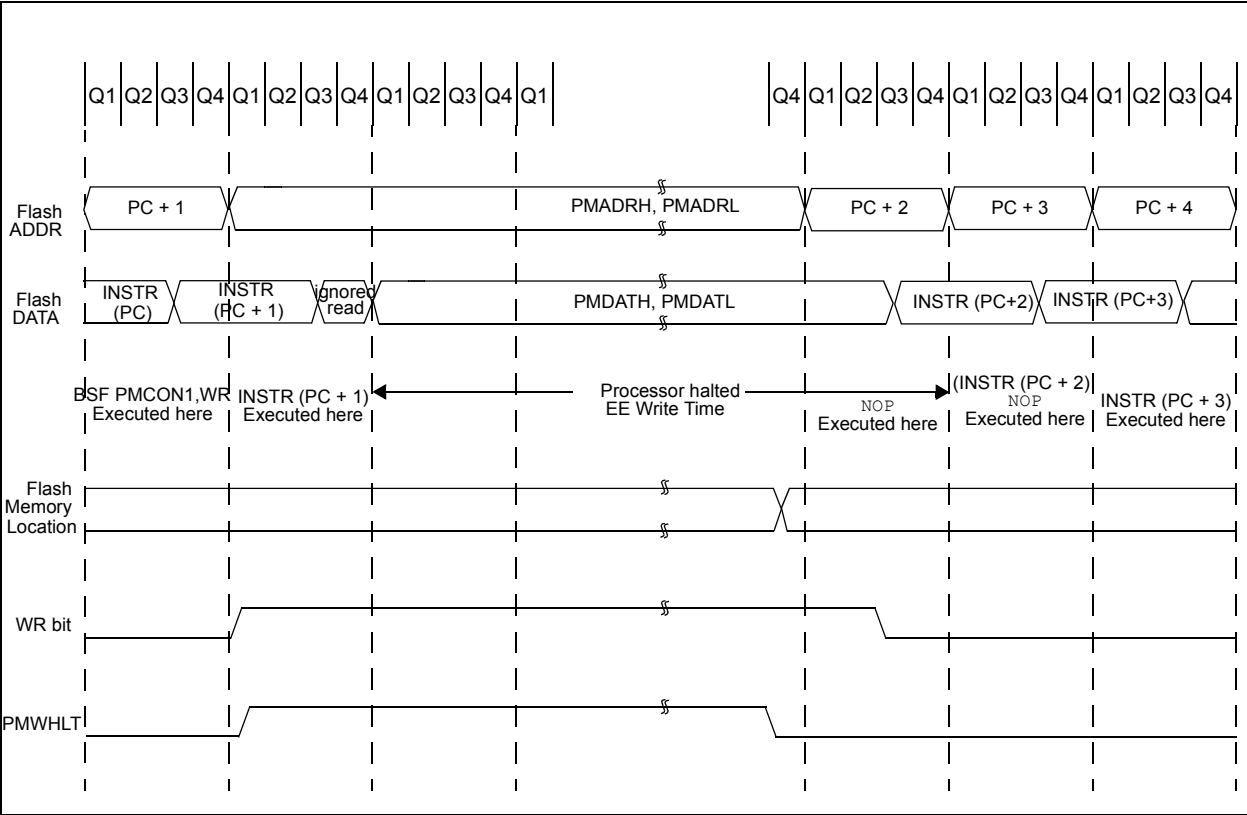 Q1 Q2 Q3 Q4 Q1 Q2 Q3 Q4 Q1 Q2 Q3 Q4 Q1 Q4 Q1 Q2 Q3 Q4 Q1 Q2 Q3 Q4 Q1 Q2 Q3 Q4
Flash
ADDR
PC + 1
PMADRH, PMADRL
PC + 2
PC + 3
PC + 4
Flash
DATA
INSTR
(PC)
INSTR
(PC + 1)
ignored
read
PMDATH, PMDATL
INSTR (PC+2)
INSTR (PC+3)
BSF PMCON1,WR
Executed here
INSTR (PC + 1)
Executed here
Processor halted
EE Write Time
NOP
Executed here
(INSTR (PC + 2)
NOP
Executed here
INSTR (PC + 3)
Executed here
Flash
Memory
Location
WR bit
PMWHLT